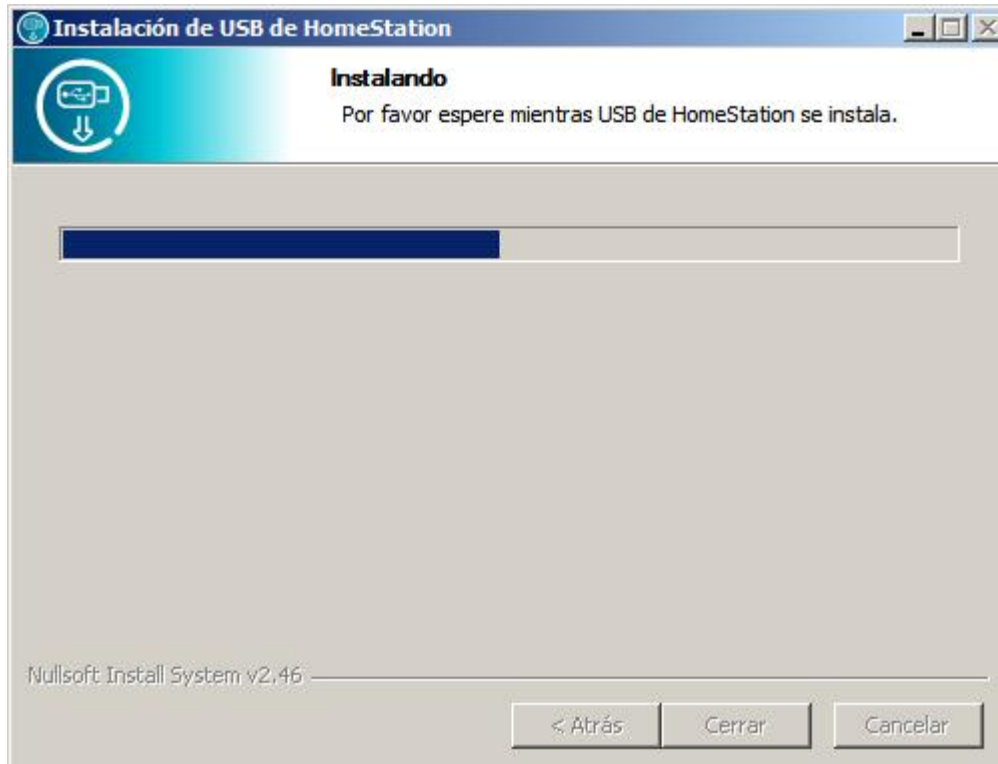 Instalación de USB de HomeStation
Instalando
Por favor espere mientras USB de HomeStation se instala.
Nullsoft Install System v2.46
< Atrás
Cerrar
Cancelar